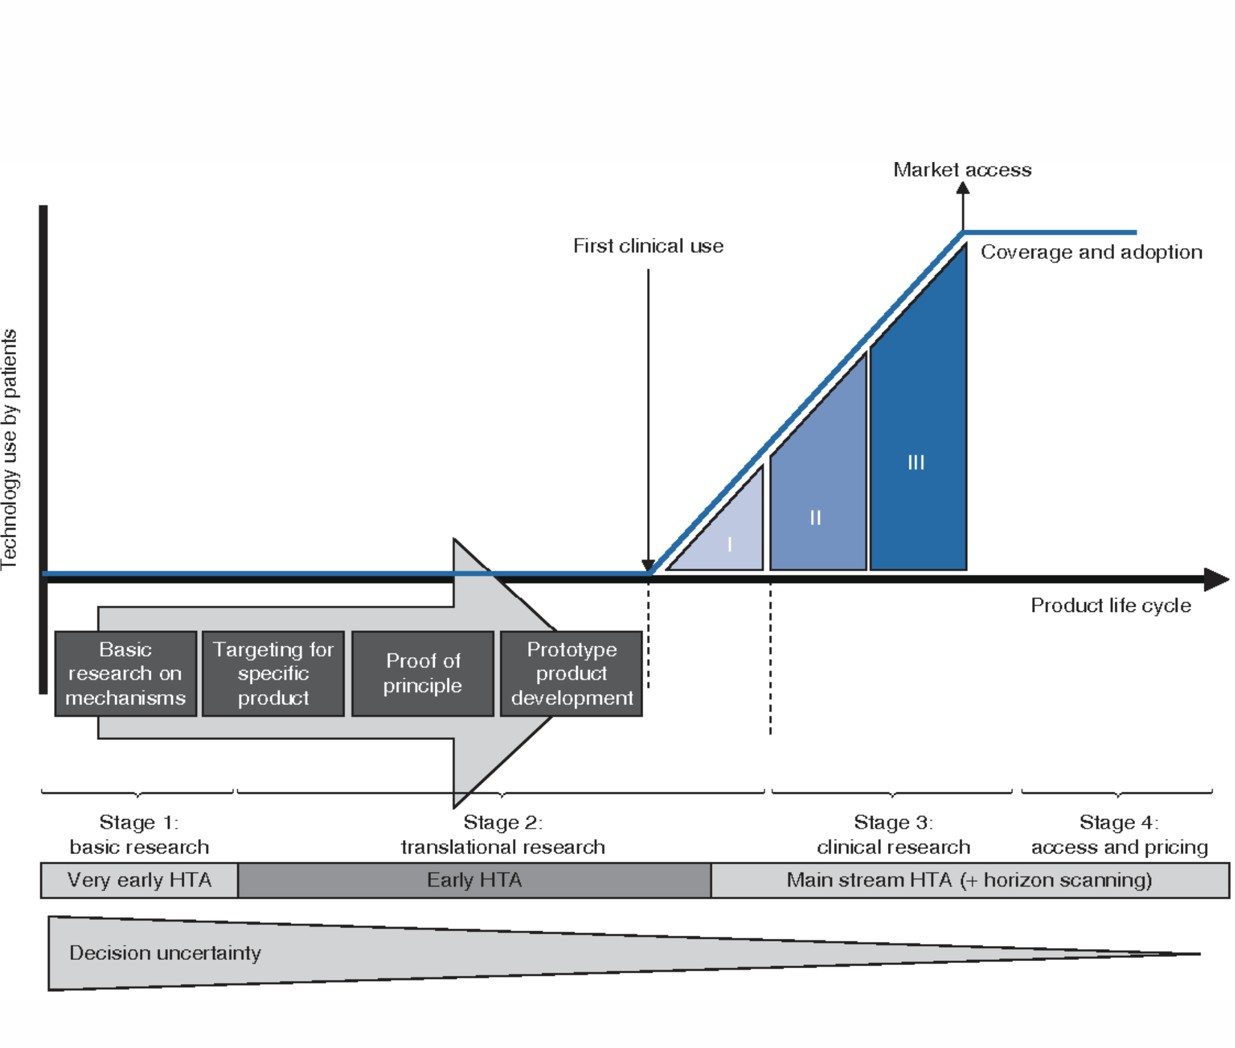 Market access
First clinical use
Coverage and adoption
Technology use by patients
III
II
I
Product life cycle
Basic
research on
mechanisms
Targeting for
specific
product
Proof of
principle
Prototype
product
development
Stage 1:
basic research
Stage 2:
translational research
Stage 3:
clinical research
Stage 4:
access and pricing
Very early HTA
Early HTA
Main stream HTA (+ horizon scanning)
Decision uncertainty